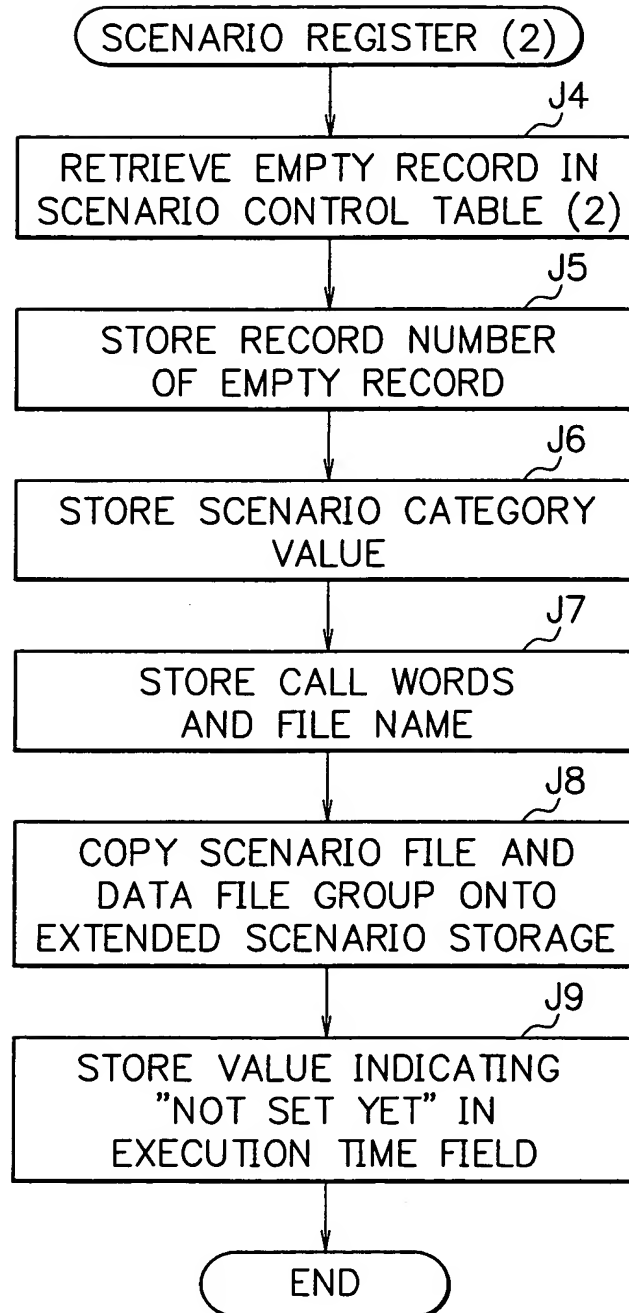 SCENARIO REGISTER (2)
J4
RETRIEVE EMPTY RECORD IN
SCENARIO CONTROL TABLE (2)
J5
STORE RECORD NUMBER
OF EMPTY RECORD
J6
STORE SCENARIO CATEGORY
VALUE
J7
STORE CALL WORDS
AND FILE NAME
J8
COPY SCENARIO FILE AND
DATA FILE GROUP ONTO
EXTENDED SCENARIO STORAGE
J9
STORE VALUE INDICATING
"NOT SET YET" IN
EXECUTION TIME FIELD
END